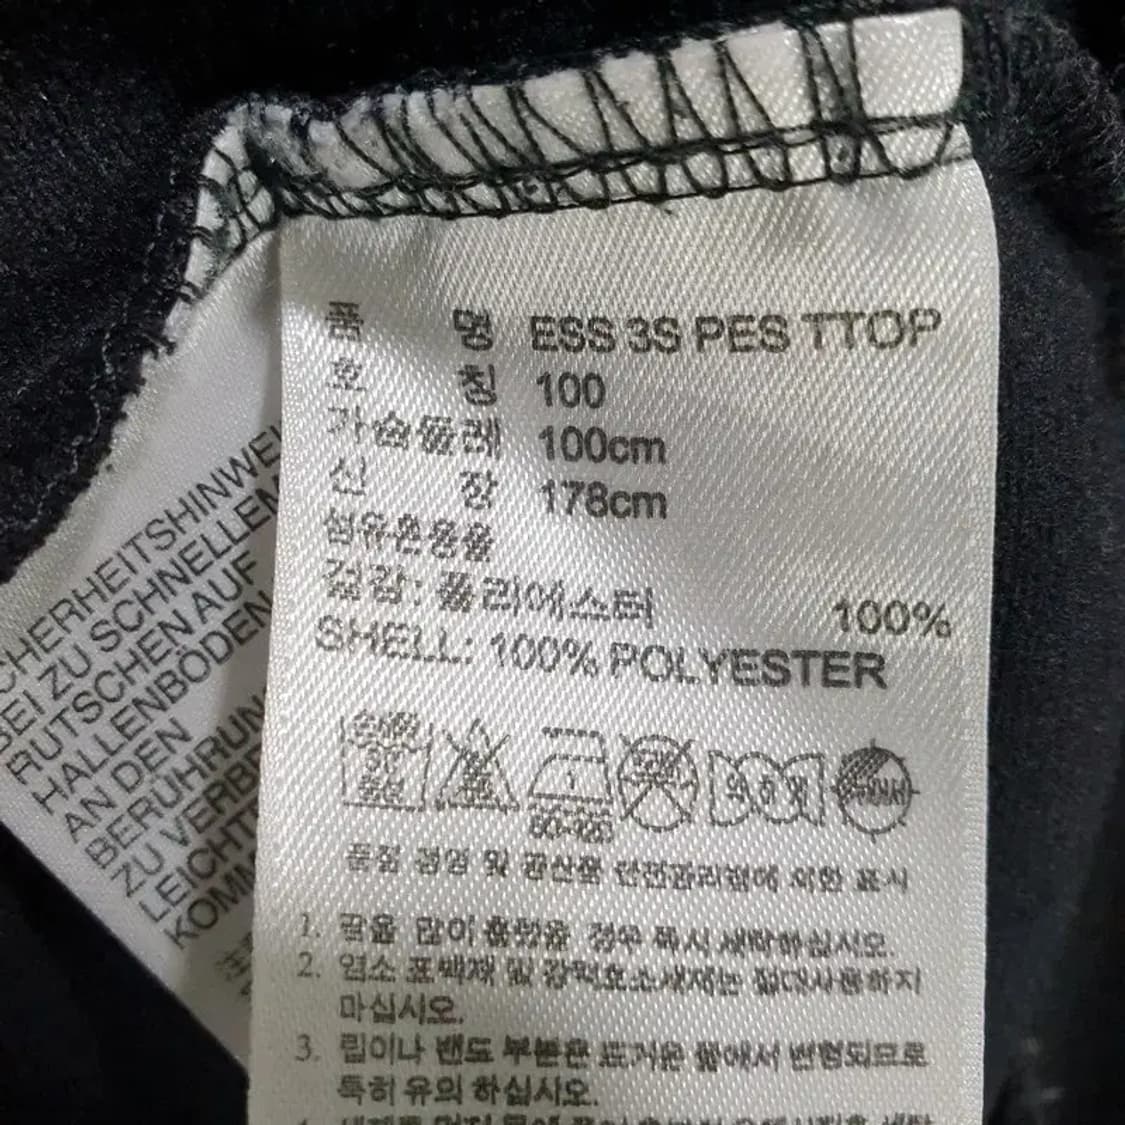 품 명 ESS 3S PES TTOP
호 칭 100
가슴둘레 100cm
신 장 178cm
섬유혼용율
겉감: 폴리에스터 100%
SHELL: 100% POLYESTER
80-120
품질 경영 및 공산품 안전관리법에 의한 표시
1. 땀을 많이 흘렸을 경우 즉시 세탁하십시오.
2. 염소 표백제 및 강력효소세제는 절대사용하지
마십시오.
3. 립이나 밴드 부분은 뜨거운 물에서 변형되므로
특히 유의 하십시오.
BEI ZU SCHNELLEM
RUTSCHEN AUF
HALLENBÖDEN
AN DEN
BERÜHRUN
ZU VERBE
LEICHT
KOMM